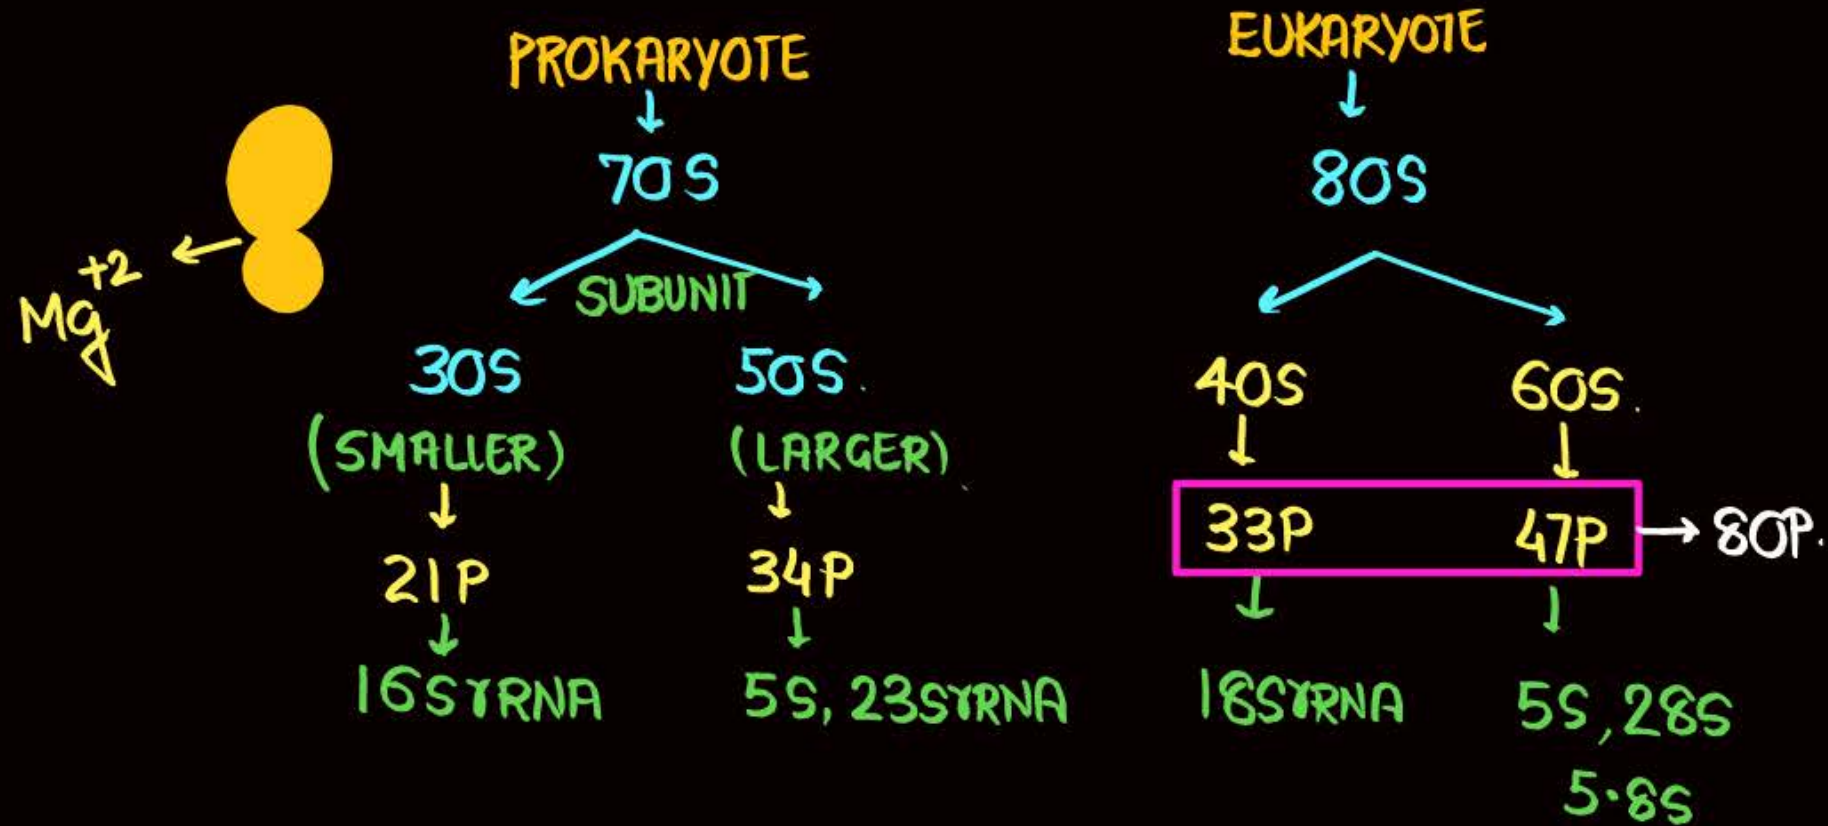 PROKARYOTE
70S
SUBUNIT
30S 50S.
(SMALLER) (LARGER)
21P 34P
16SrRNA 5S, 23SrRNA
Mg+2
EUKARYOTE
80S
40S 60S.
33P 47P → 80P.
18SrRNA 5S, 28S
5.8S